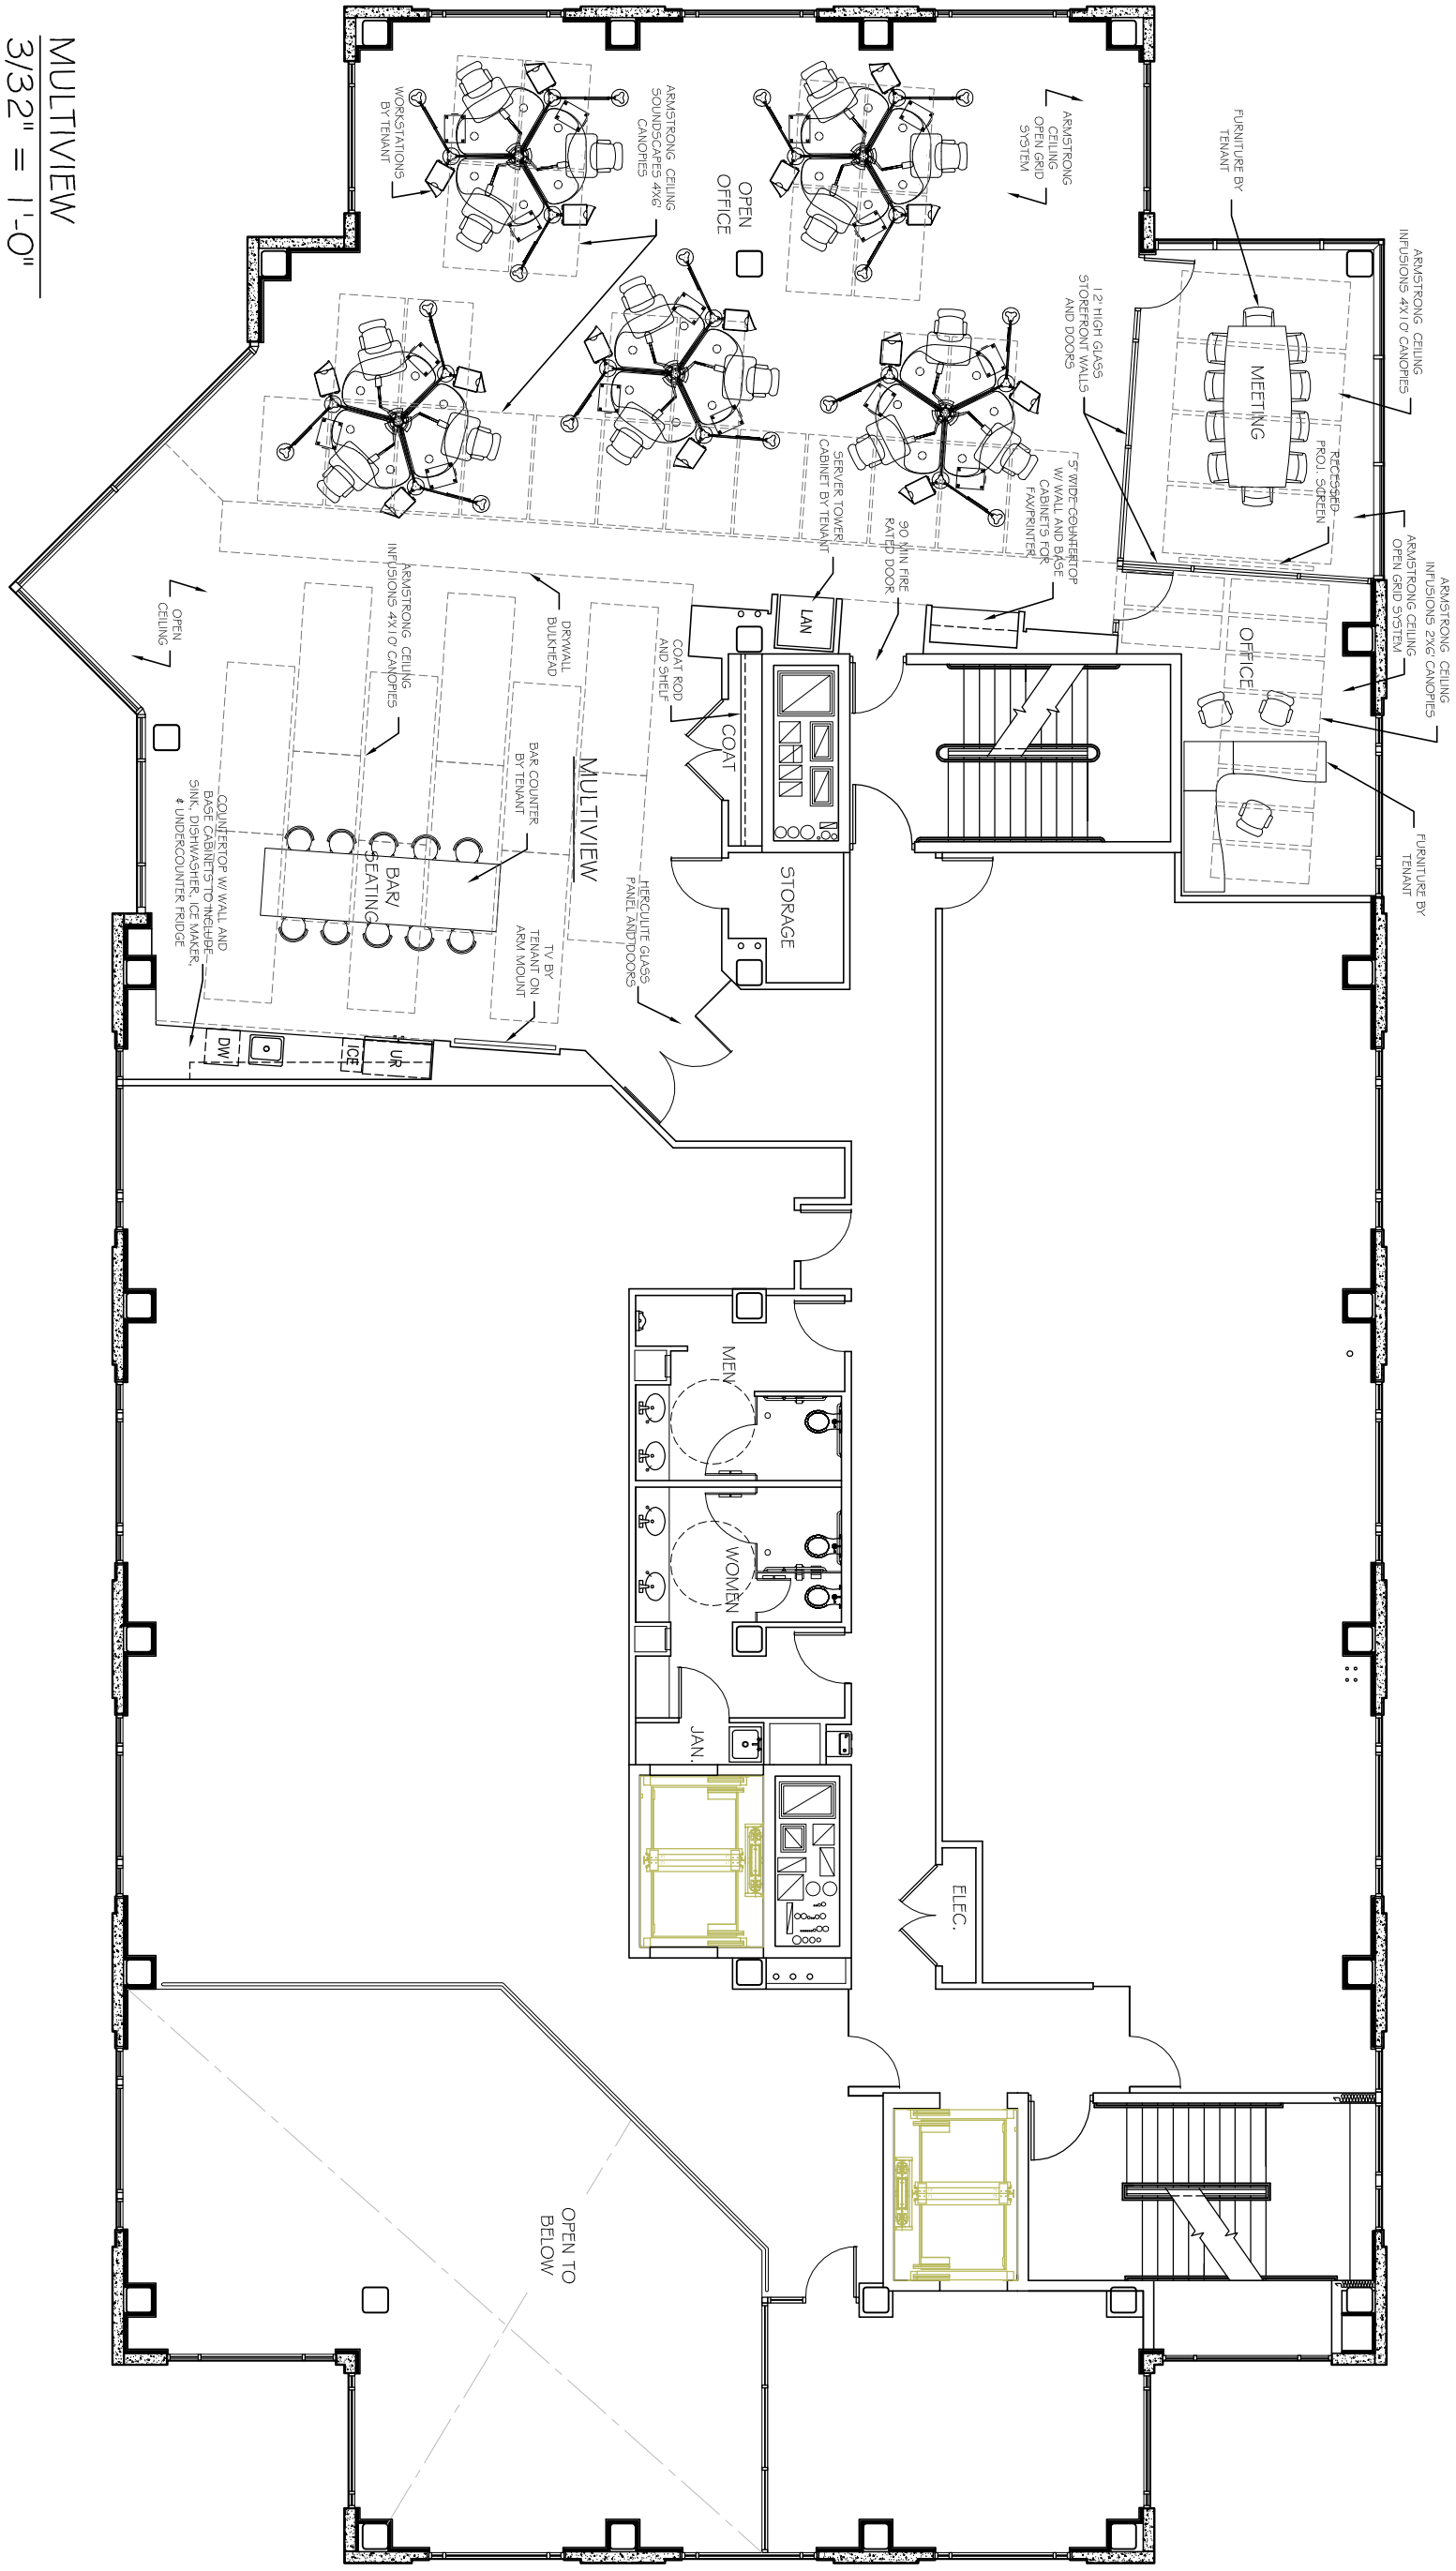 ARMSTRONG CEILING
INFUSIONS 4'X10' CANOPIES
ARMSTRONG CEILING
INFUSIONS 2'X6' CANOPIES
ARMSTRONG CEILING
OPEN GRID SYSTEM
FURNITURE BY
TENANT
FURNITURE BY
TENANT
RECESSED
PROJ. SCREEN
MEETING
OFFICE
ARMSTRONG
CEILING
OPEN GRID
SYSTEM
12' HIGH GLASS
STOREFRONT WALLS
AND DOORS
5' WIDE COUNTERTOP
W/ WALL AND BASE
CABINETS FOR
FAX/PRINTER
90 MIN FIRE
RATED DOOR
SERVER TOWER
CABINET BY TENANT
LAN
OPEN
OFFICE
ARMSTRONG CEILING
SOUNDSCAPES 4'X6'
CANOPIES
WORKSTATIONS
BY TENANT
COAT ROD
AND SHELF
COAT
STORAGE
DRYWALL
BULKHEAD
MULTIVIEW
HERCULITE GLASS
PANEL AND DOORS
BAR COUNTER
BY TENANT
TV BY
TENANT ON
ARM MOUNT
ARMSTRONG CEILING
INFUSIONS 4'X10' CANOPIES
BAR/
SEATING
OPEN
CEILING
COUNTERTOP W/ WALL AND
BASE CABINETS TO INCLUDE
SINK, DISHWASHER, ICE MAKER,
& UNDERCOUNTER FRIDGE
UR
ICE
DW
MEN
WOMEN
JAN.
ELEC.
OPEN TO
BELOW
MULTIVIEW
3/32" = 1'-0"